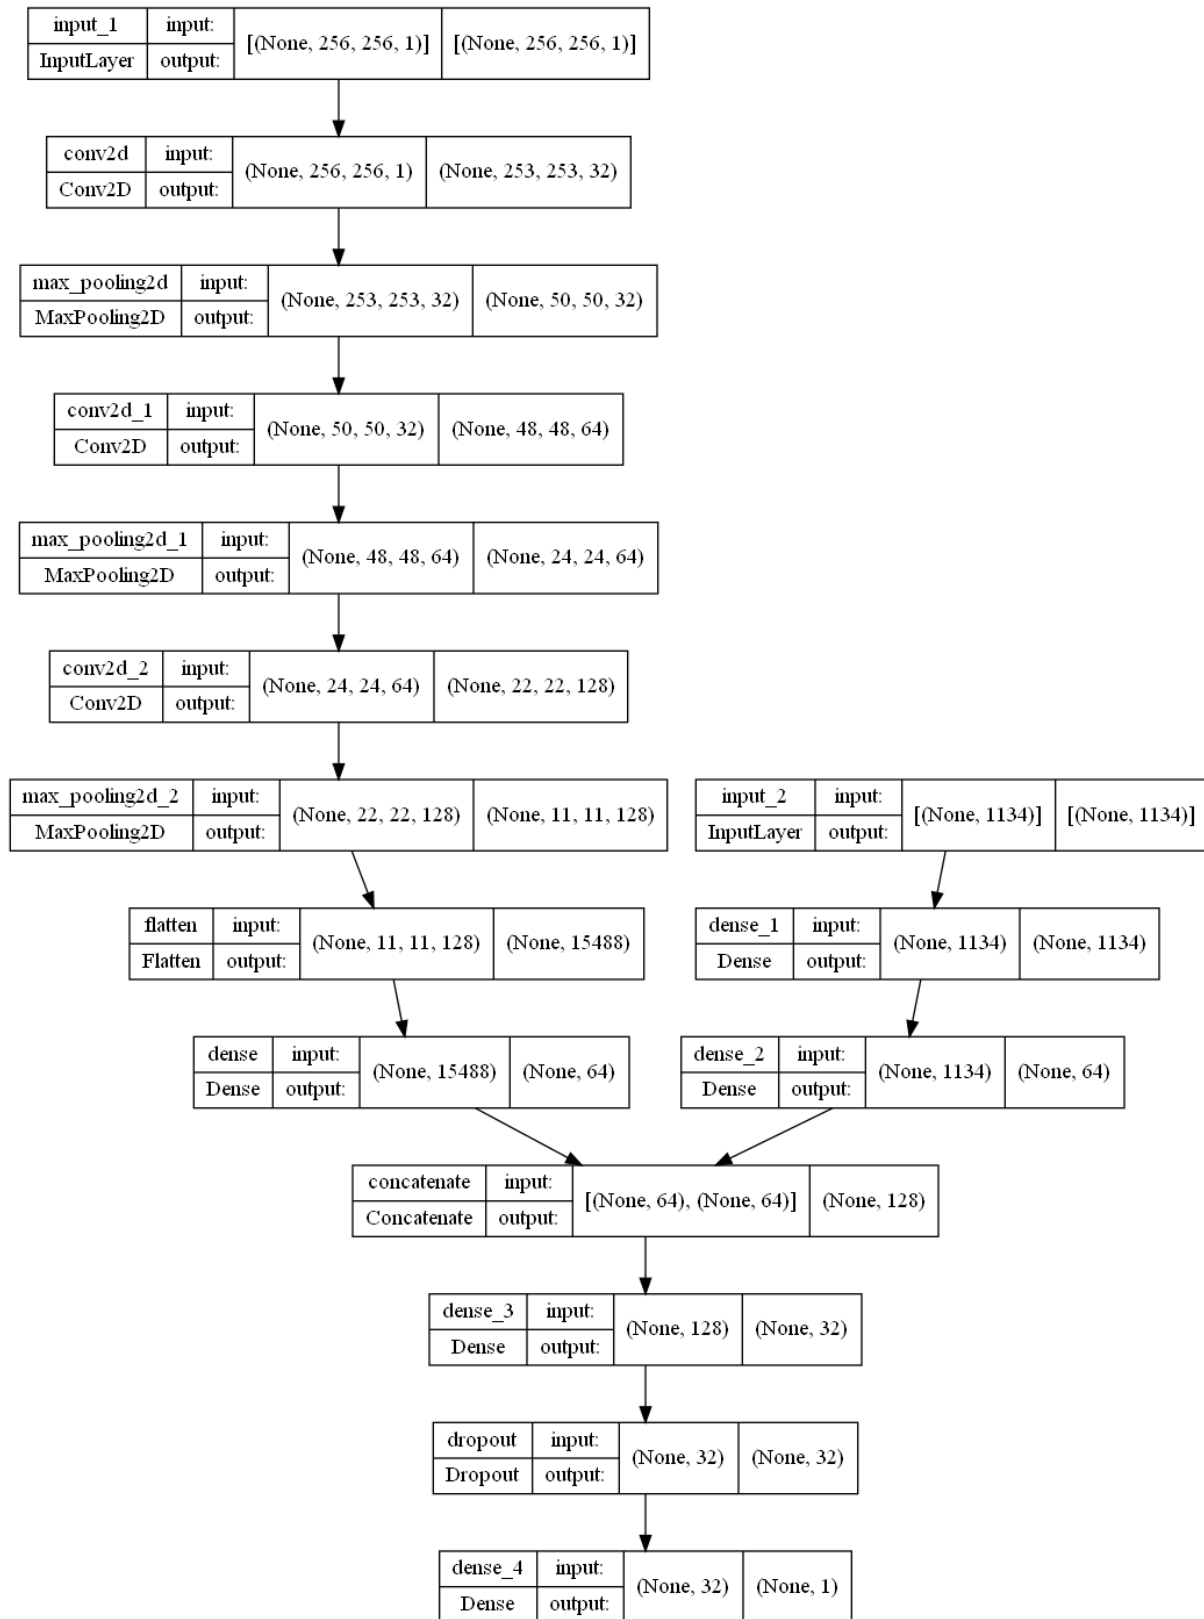 input_1 input: [(None, 256, 256, 1)] [(None, 256, 256, 1)]
InputLayer output:
conv2d input: (None, 256, 256, 1) (None, 253, 253, 32)
Conv2D output:
max_pooling2d input: (None, 253, 253, 32) (None, 50, 50, 32)
MaxPooling2D output:
conv2d_1 input: (None, 50, 50, 32) (None, 48, 48, 64)
Conv2D output:
max_pooling2d_1 input: (None, 48, 48, 64) (None, 24, 24, 64)
MaxPooling2D output:
conv2d_2 input: (None, 24, 24, 64) (None, 22, 22, 128)
Conv2D output:
max_pooling2d_2 input: (None, 22, 22, 128) (None, 11, 11, 128)
MaxPooling2D output:
input_2 input: [(None, 1134)] [(None, 1134)]
InputLayer output:
flatten input: (None, 11, 11, 128) (None, 15488)
Flatten output:
dense_1 input: (None, 1134) (None, 1134)
Dense output:
dense input: (None, 15488) (None, 64)
Dense output:
dense_2 input: (None, 1134) (None, 64)
Dense output:
concatenate input: [(None, 64), (None, 64)] (None, 128)
Concatenate output:
dense_3 input: (None, 128) (None, 32)
Dense output:
dropout input: (None, 32) (None, 32)
Dropout output:
dense_4 input: (None, 32) (None, 1)
Dense output: